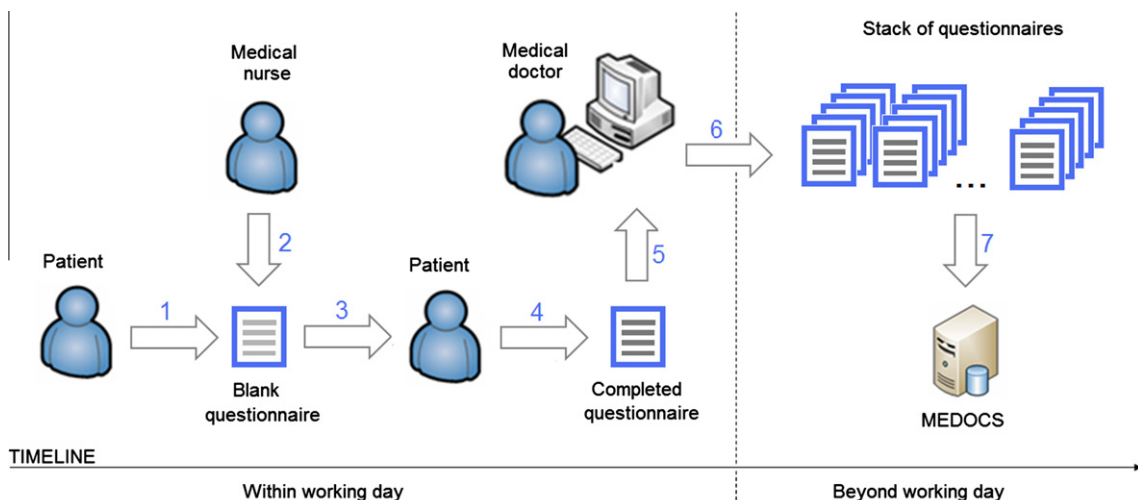 Stack of questionnaires
Medical
nurse
Medical
doctor
6
...
2
5
7
Patient
Patient
1
3
4
Blank
questionnaire
Completed
questionnaire
MEDOCS
TIMELINE
Within working day
Beyond working day